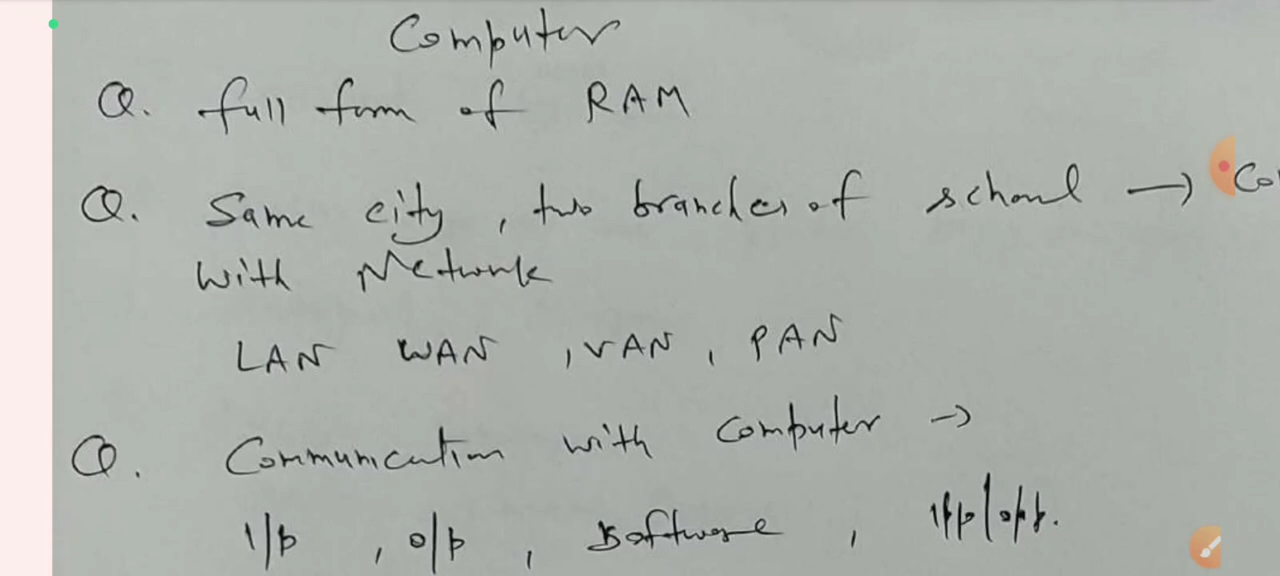 Computer
Q. full form of RAM
Q. Same city, two branches of school → Co
with Network
LAN WAN , VAN , PAN
Q. Communication with Computer →
I/p , o/p , Software , I/p/o/p.